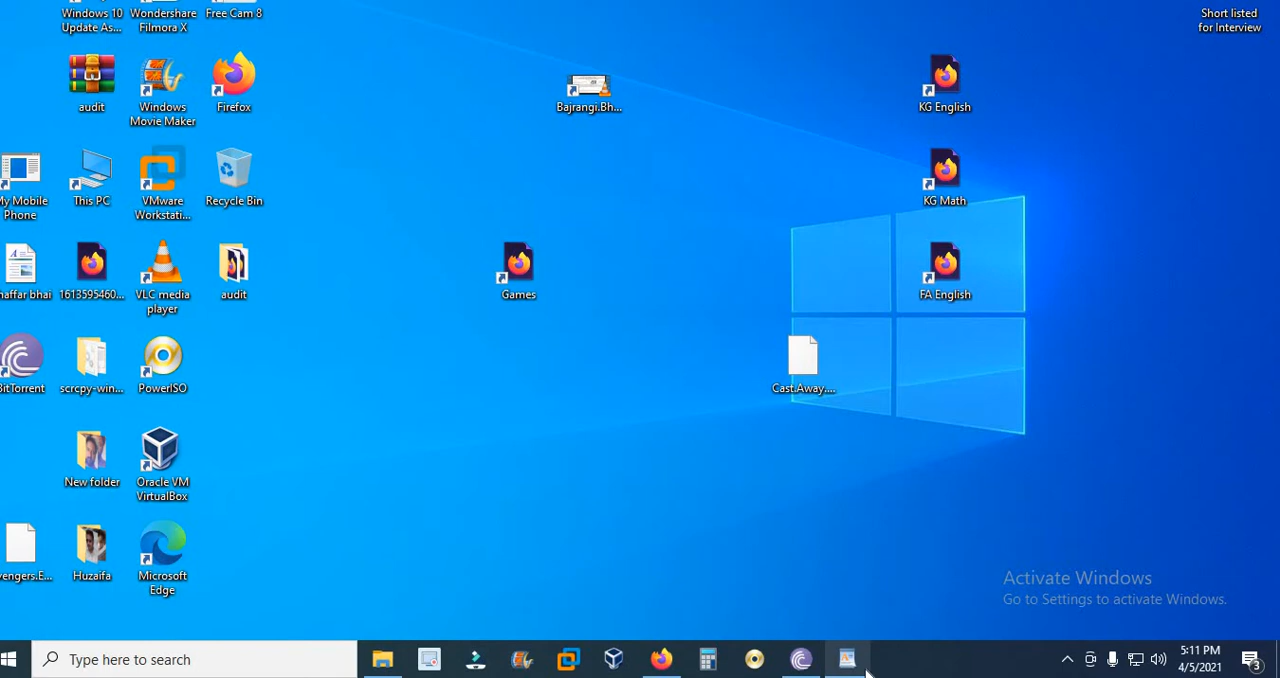 Windows 10
Update As...
Wondershare
Filmora X
Free Cam 8
Short listed
for Interview
audit
Windows
Movie Maker
Firefox
Bajrangi.Bh...
KG English
My Mobile
Phone
This PC
VMware
Workstati...
Recycle Bin
KG Math
haffar bhai
1613595460...
VLC media
player
audit
Games
FA English
BitTorrent
scrcpy-win...
PowerISO
Cast.Away....
New folder
Oracle VM
VirtualBox
vengers.E...
Huzaifa
Microsoft
Edge
Activate Windows
Go to Settings to activate Windows.
Type here to search
5:11 PM
4/5/2021
3